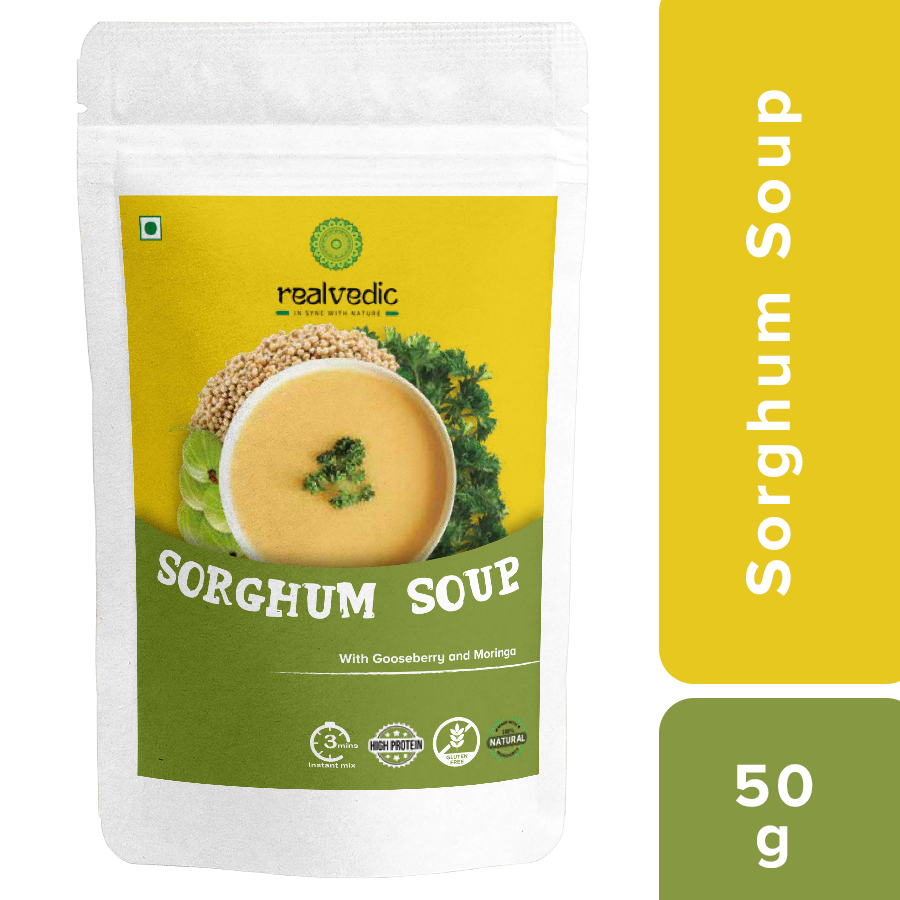 realvedic
IN SYNC WITH NATURE
SORGHUM SOUP
With Gooseberry and Moringa
3 mins
Instant mix
HIGH PROTEIN
GLUTEN
FREE
100%
NATURAL
Sorghum Soup
50
g